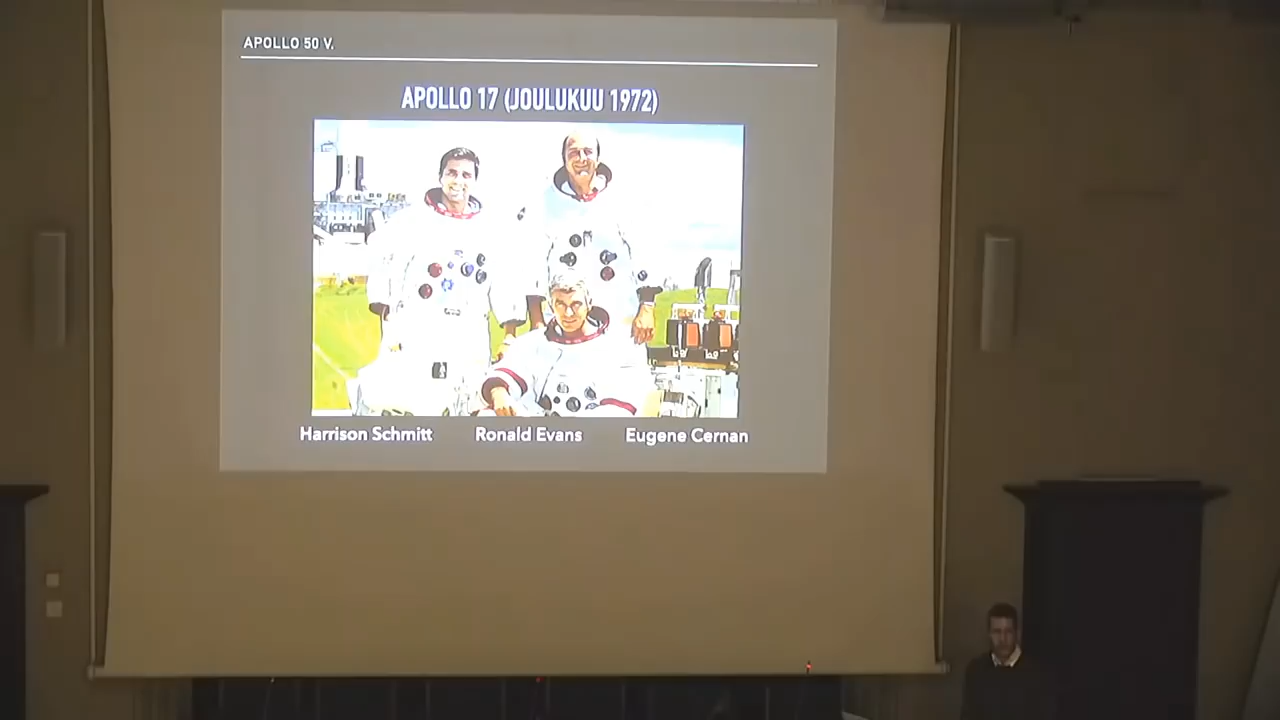 APOLLO 50 V.
APOLLO 17 (JOULUKUU 1972)
Harrison Schmitt Ronald Evans Eugene Cernan